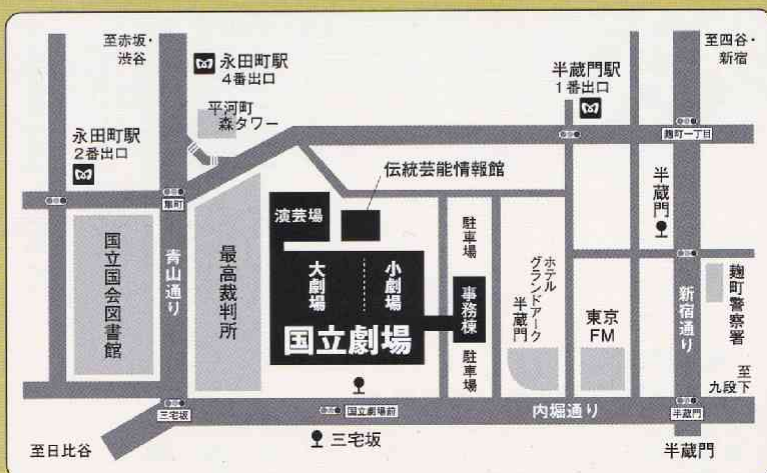 至赤坂・
渋谷
永田町駅
4番出口
平河町
森タワー
永田町駅
2番出口
半蔵門駅
1番出口
至四谷・
新宿
麹町一丁目
伝統芸能情報館
半蔵門
隼町
演芸場
駐車場
国立国会図書館
青山通り
最高裁判所
大劇場
小劇場
国立劇場
事務棟
駐車場
ホテル
グランドアーク
半蔵門
東京
FM
新宿通り
麹町警察署
至
九段下
三宅坂
国立劇場前
内堀通り
半蔵門
至日比谷
三宅坂
半蔵門